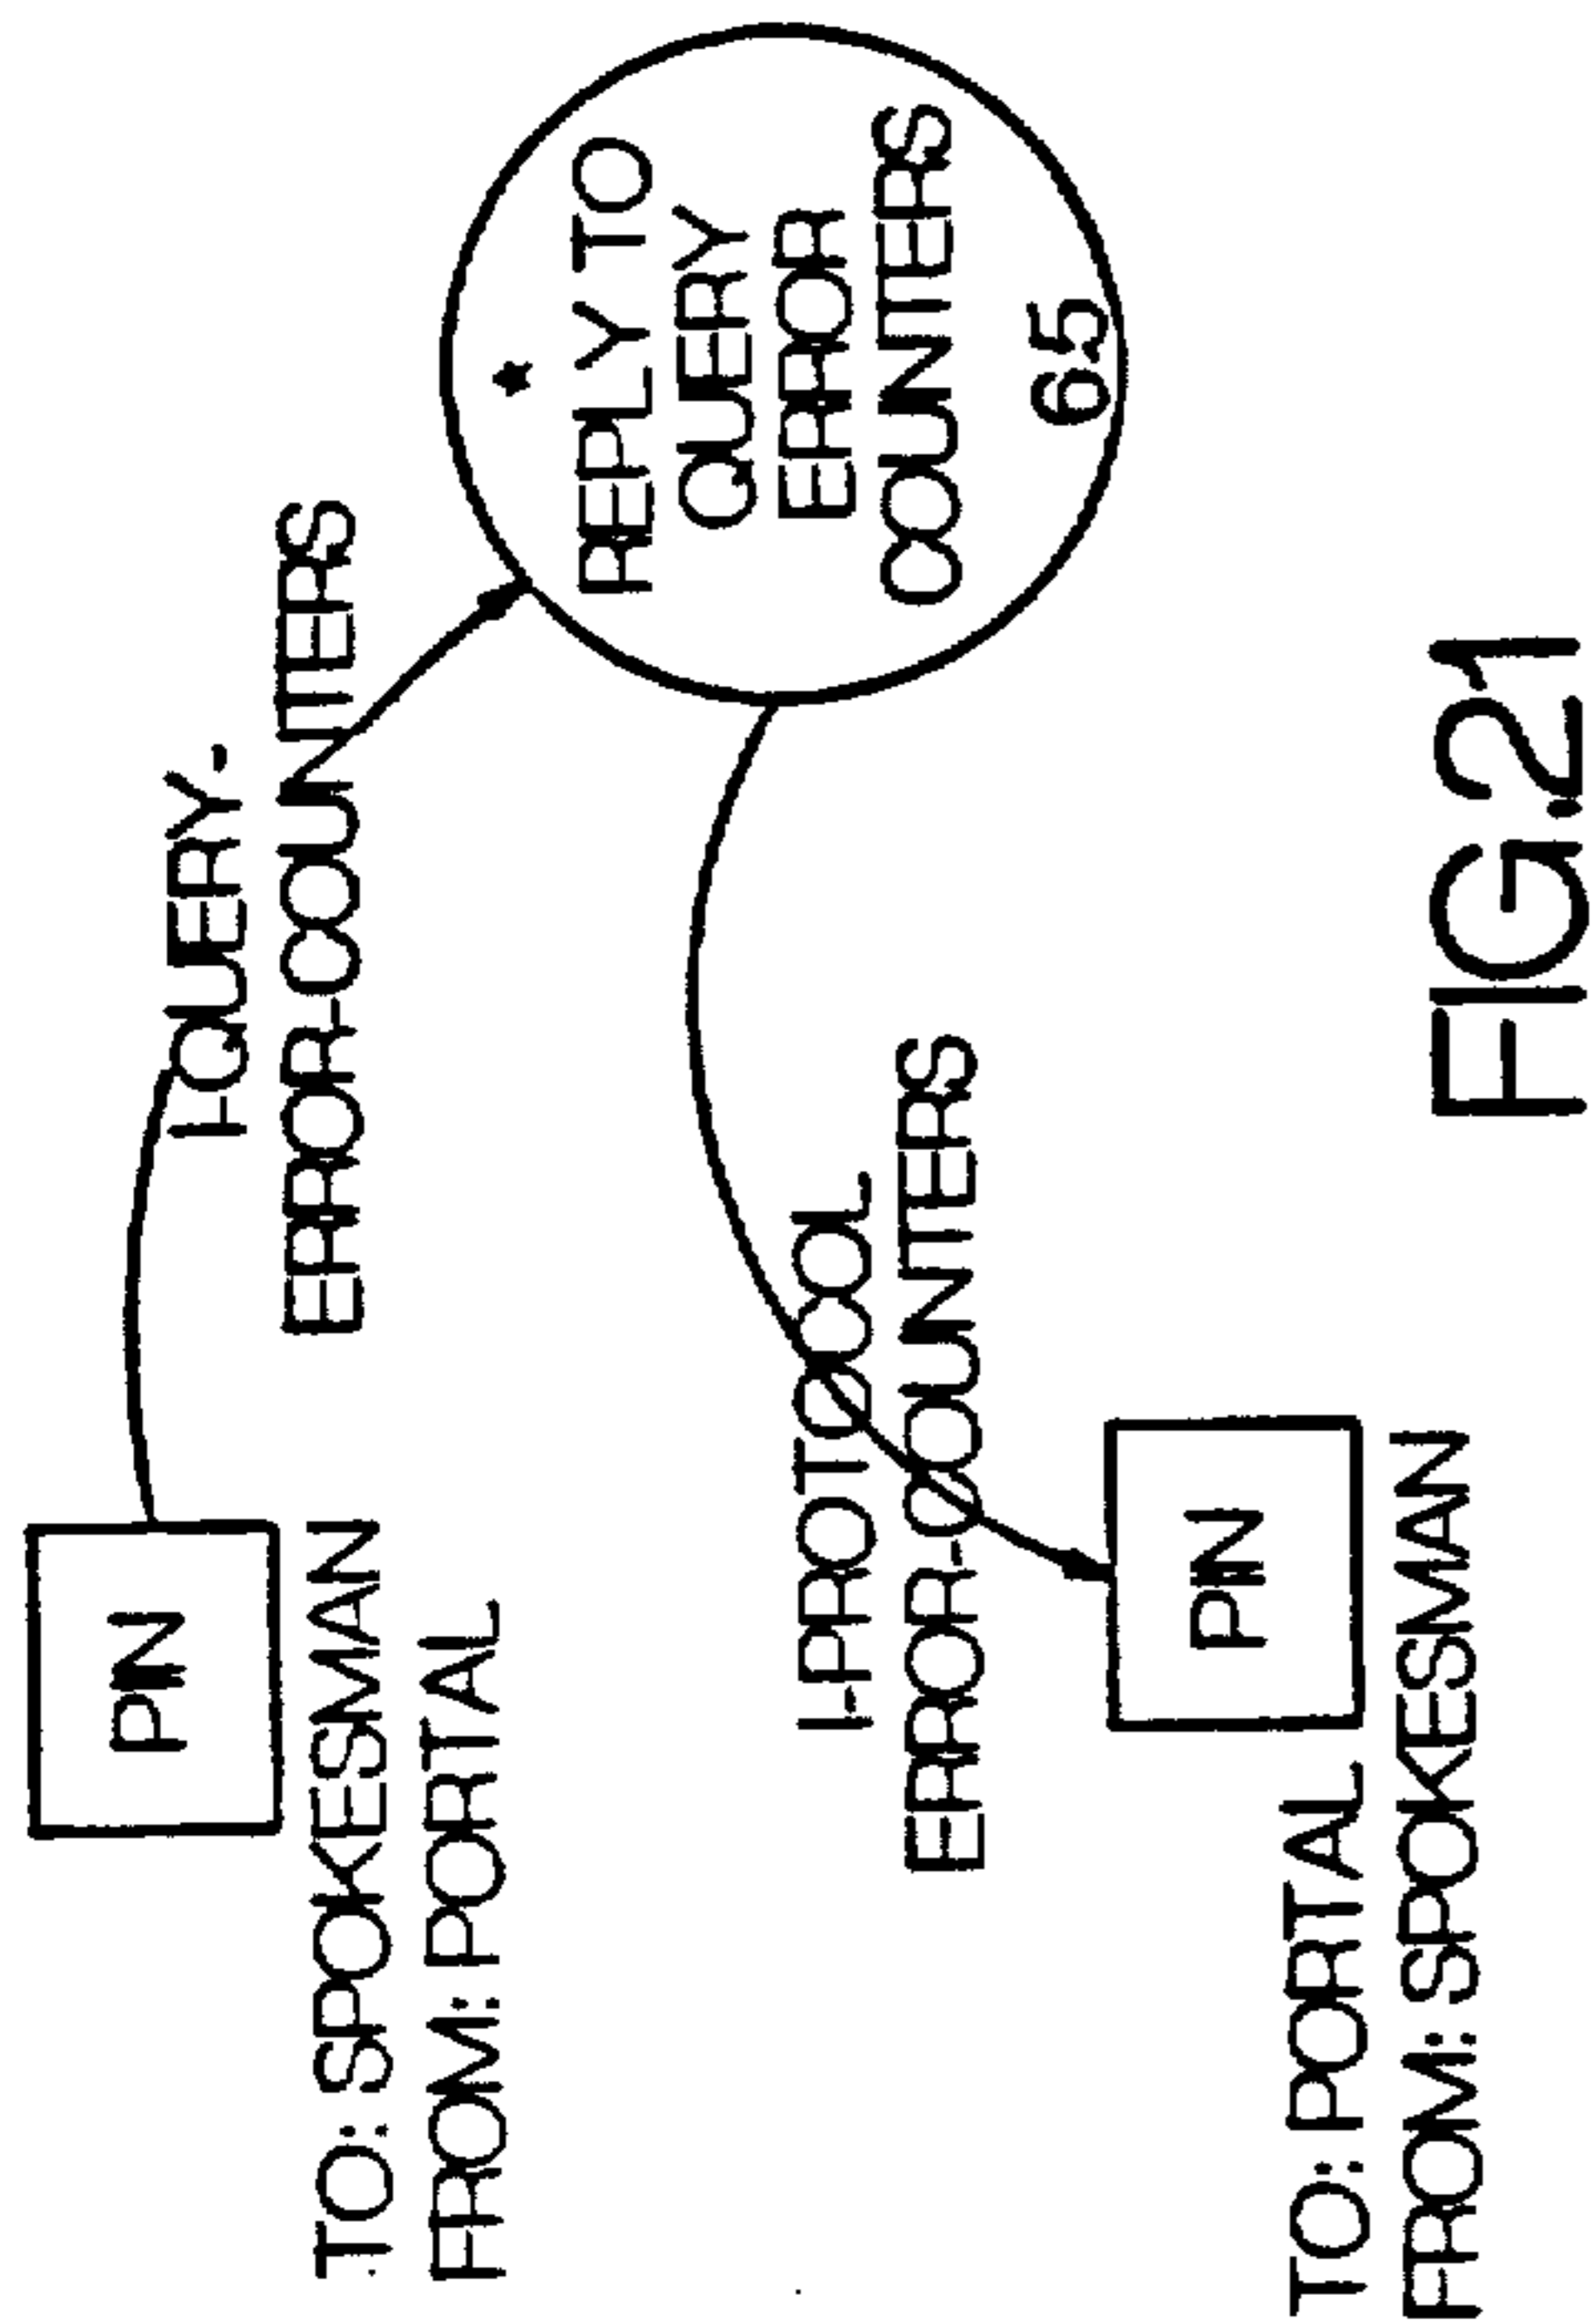 PIN
TO: SPOKESMAN
FROM: PORTAL
I-QUERY-
ERROR-COUNTERS
*
REPLY TO
QUERY
ERROR
COUNTERS
65
I-PROTOCOL
ERROR-COUNTERS
PIN
TO: PORTAL
FROM: SPOKESMAN
FIG.21